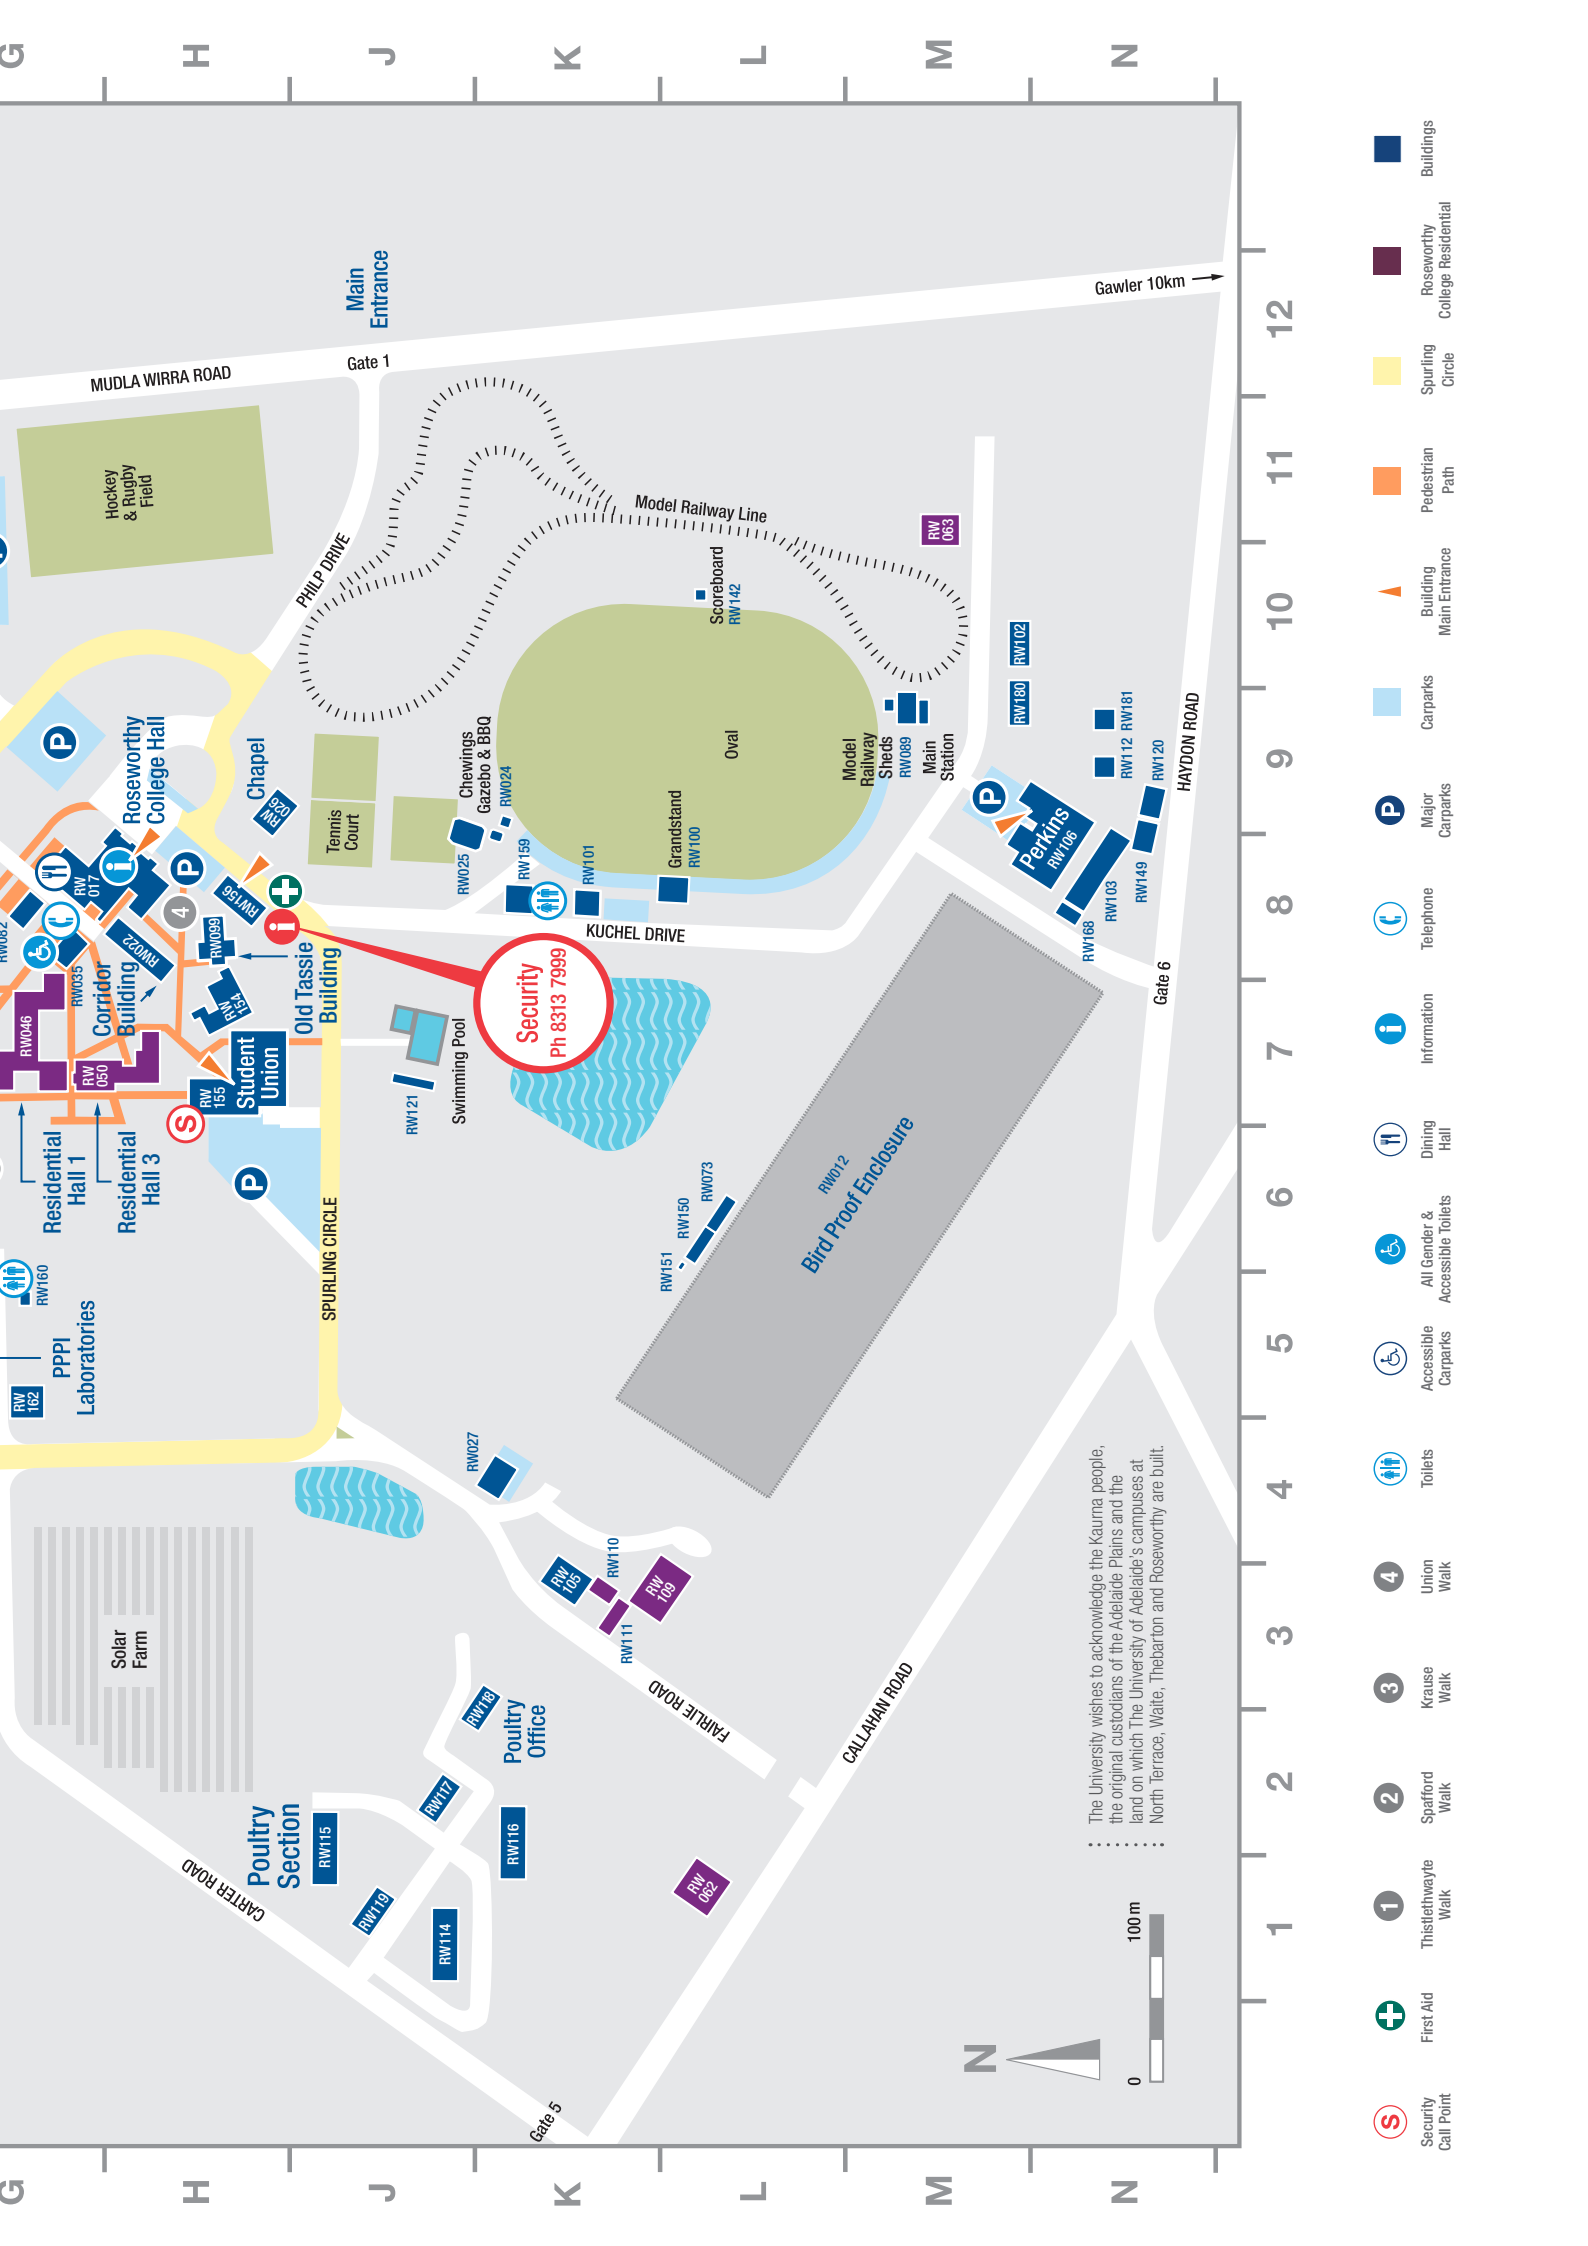 G
H
J
K
L
M
N
MUDLA WIRRA ROAD
Gate 1
Main
Entrance
Gawler 10km
Hockey
& Rugby
Field
PHILP DRIVE
Model Railway Line
Scoreboard
RW142
RW
063
RW102
RW180
RW112
RW181
RW120
HAYDON ROAD
Roseworthy
College Hall
Chapel
RW
026
Tennis
Court
Chewings
Gazebo & BBQ
RW024
RW025
RW159
RW101
Oval
Grandstand
RW100
Model
Railway
Sheds
RW089
Main
Station
P
Perkins
RW106
RW103
RW149
RW168
Gate 6
KUCHEL DRIVE
P
RW
017
i
P
4
RW156
i
RW082
RW035
RW022
RW099
RW
154
Corridor
Building
Old Tassie
Building
RW046
RW
050
RW
155
Student
Union
S
P
Residential
Hall 1
Residential
Hall 3
Security
Ph 8313 7999
RW121
Swimming Pool
SPURLING CIRCLE
RW160
PPPI
Laboratories
RW
162
RW151
RW150
RW073
RW012
Bird Proof Enclosure
RW027
RW
105
RW110
RW111
RW
109
Solar
Farm
FAIRLIE ROAD
CALLAHAN ROAD
CARTER ROAD
Poultry
Section
RW115
RW119
RW114
RW117
RW118
Poultry
Office
RW116
RW
062
Gate 5
N
0
100 m
The University wishes to acknowledge the Kaurna people,
the original custodians of the Adelaide Plains and the
land on which The University of Adelaide's campuses at
North Terrace, Waite, Thebarton and Roseworthy are built.
1
2
3
4
5
6
7
8
9
10
11
12
G
H
J
K
L
M
N
S
Security
Call Point
First Aid
1
Thistlethwayte
Walk
2
Spafford
Walk
3
Krause
Walk
4
Union
Walk
Toilets
Accessible
Carparks
All Gender &
Accessible Toilets
Dining
Hall
i
Information
Telephone
P
Major
Carparks
Carparks
Building
Main Entrance
Pedestrian
Path
Spurling
Circle
Roseworthy
College Residential
Buildings